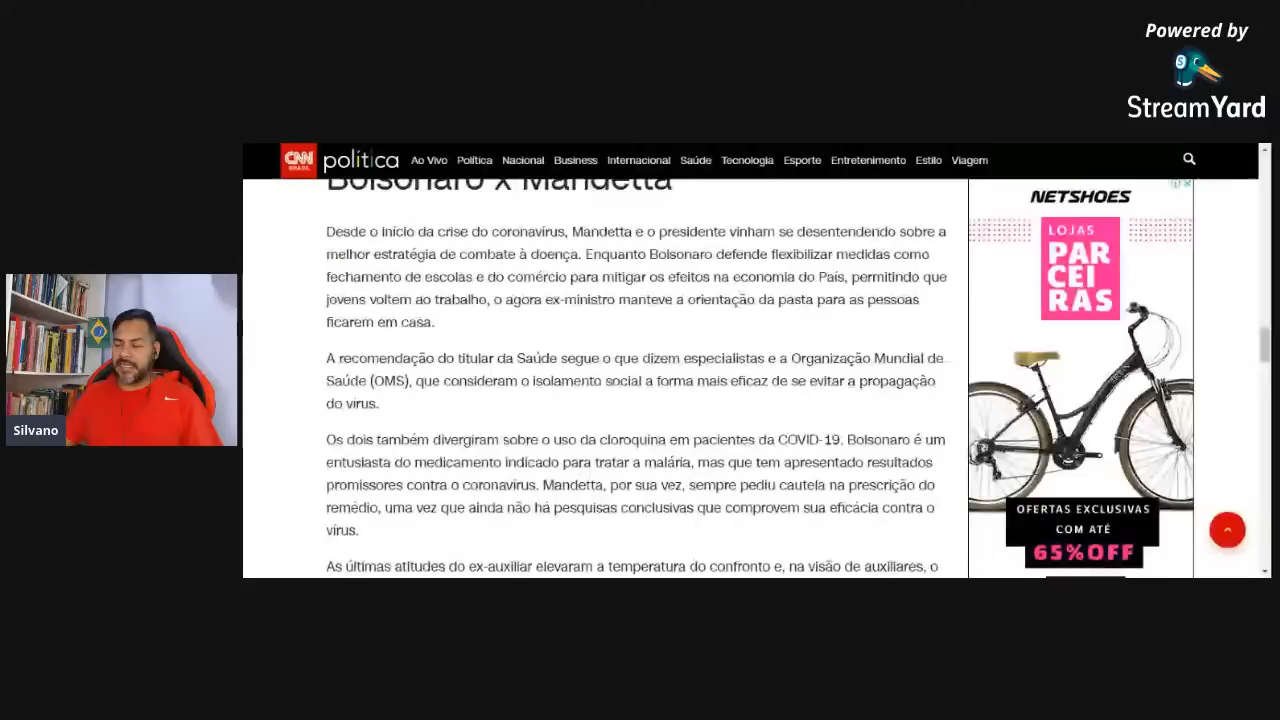 Powered by
StreamYard
CNN
BRASIL
política
Ao Vivo Política Nacional Business Internacional Saúde Tecnologia Esporte Entretenimento Estilo Viagem
Bolsonaro x Mandetta
Desde o início da crise do coronavírus, Mandetta e o presidente vinham se desentendendo sobre a
melhor estratégia de combate à doença. Enquanto Bolsonaro defende flexibilizar medidas como
fechamento de escolas e do comércio para mitigar os efeitos na economia do País, permitindo que
jovens voltem ao trabalho, o agora ex-ministro manteve a orientação da pasta para as pessoas
ficarem em casa.
A recomendação do titular da Saúde segue o que dizem especialistas e a Organização Mundial de
Saúde (OMS), que consideram o isolamento social a forma mais eficaz de se evitar a propagação
do vírus.
Os dois também divergiram sobre o uso da cloroquina em pacientes da COVID-19. Bolsonaro é um
entusiasta do medicamento indicado para tratar a malária, mas que tem apresentado resultados
promissores contra o coronavírus. Mandetta, por sua vez, sempre pediu cautela na prescrição do
remédio, uma vez que ainda não há pesquisas conclusivas que comprovem sua eficácia contra o
vírus.
As últimas atitudes do ex-auxiliar elevaram a temperatura do confronto e, na visão de auxiliares, o
NETSHOES
LOJAS
PAR
CEI
RAS
OFERTAS EXCLUSIVAS
COM ATÉ
65%OFF
Silvano